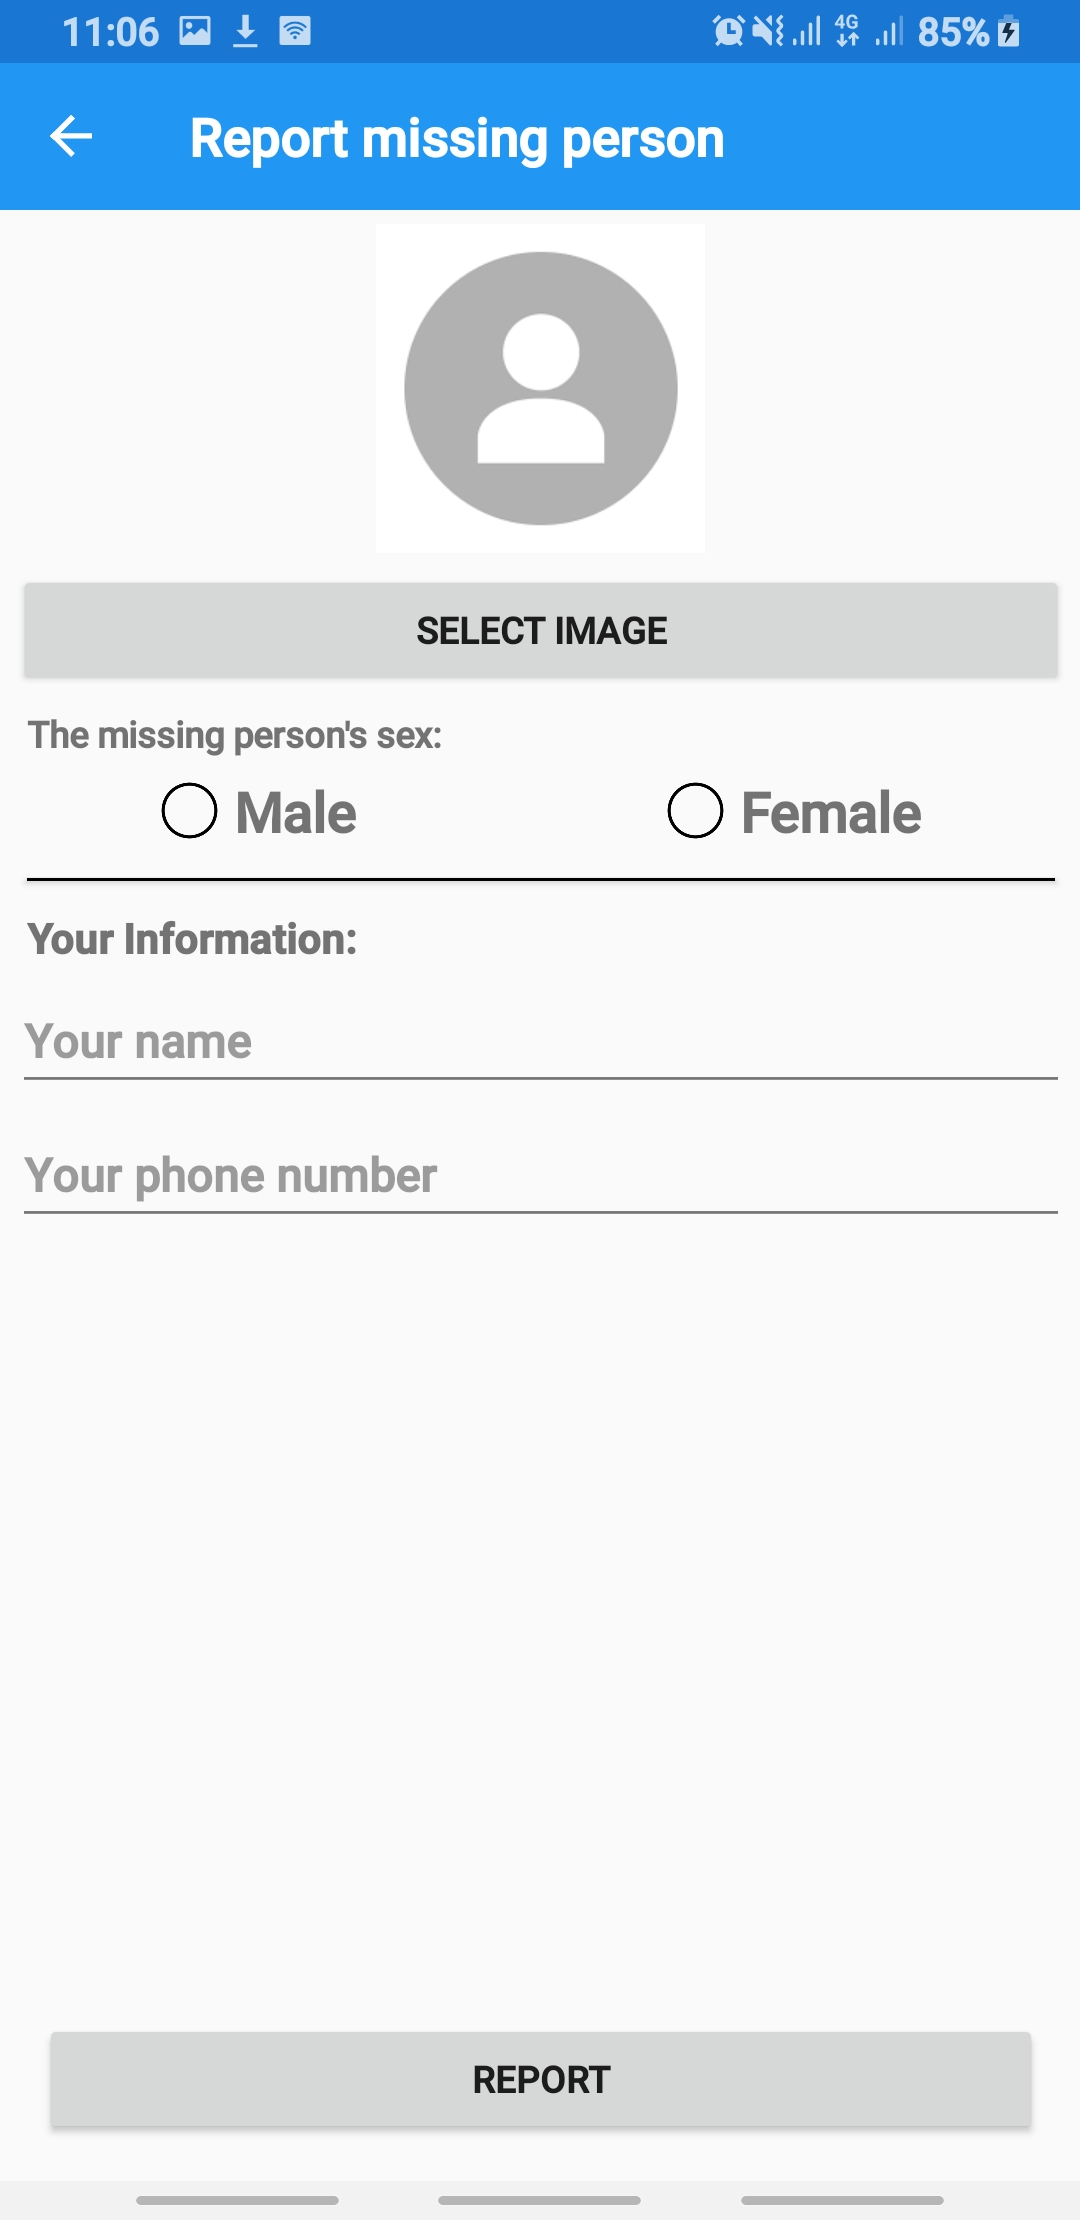 11:06 4G 85%
Report missing person
SELECT IMAGE
The missing person's sex:
Male Female
Your Information:
Your name
Your phone number
REPORT